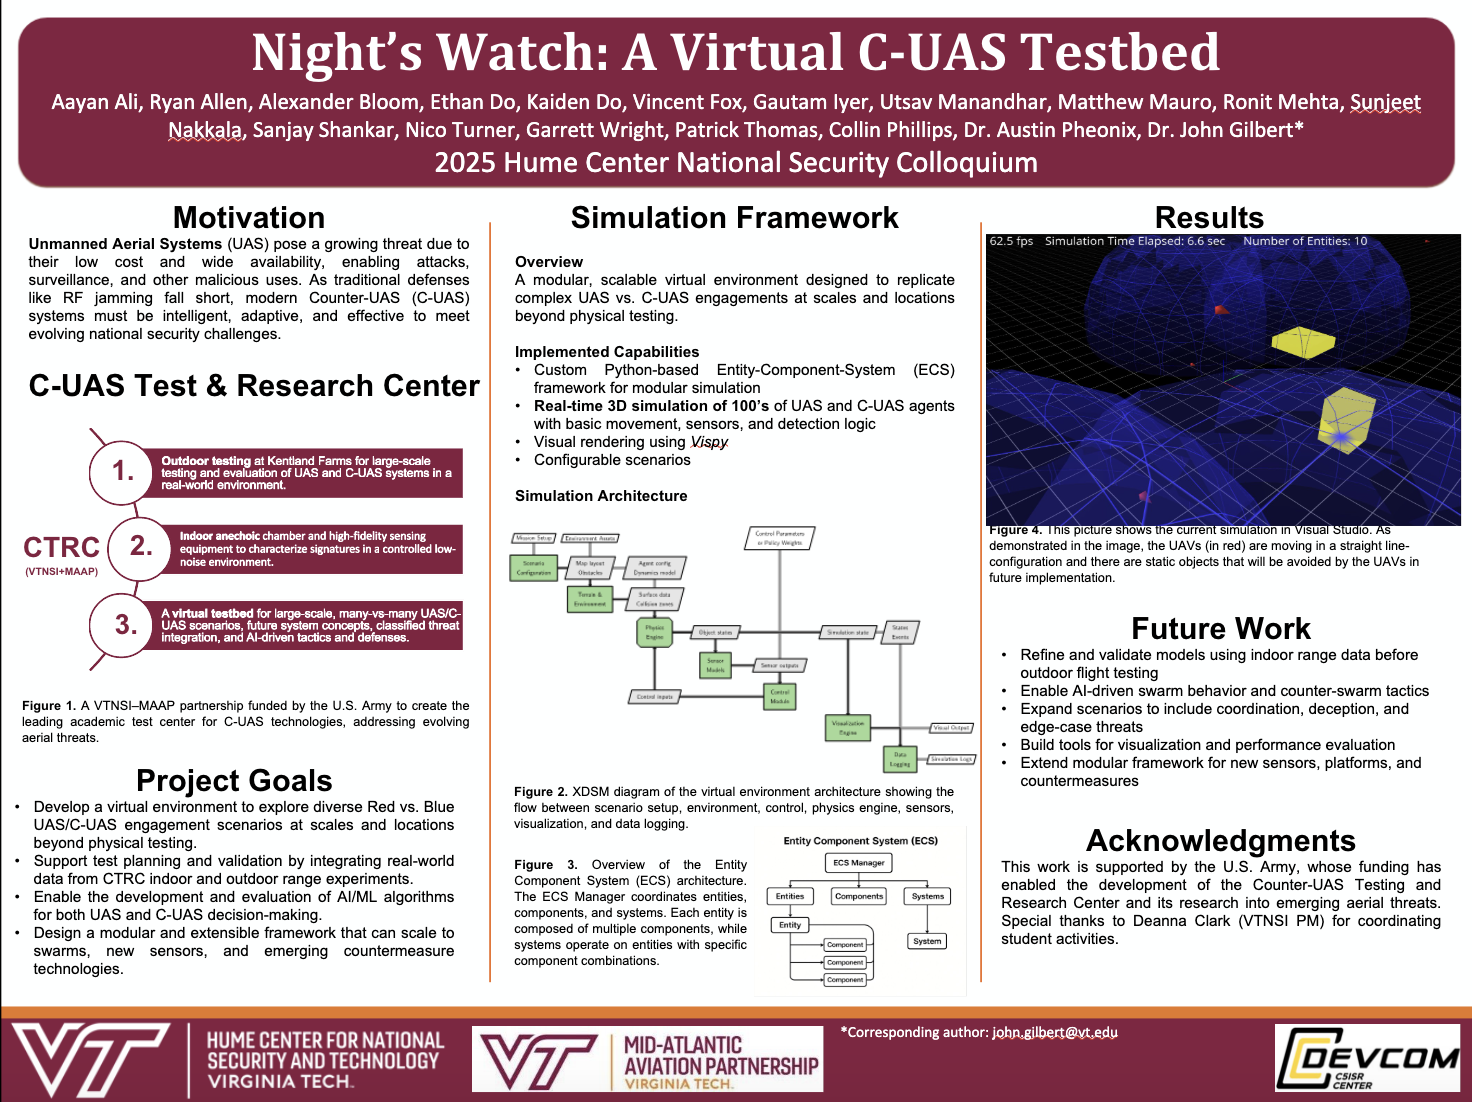 Night's Watch: A Virtual C-UAS Testbed
Aayan Ali, Ryan Allen, Alexander Bloom, Ethan Do, Kaiden Do, Vincent Fox, Gautam Iyer, Utsav Manandhar, Matthew Mauro, Ronit Mehta, Sunjeet
Nakkala, Sanjay Shankar, Nico Turner, Garrett Wright, Patrick Thomas, Collin Phillips, Dr. Austin Pheonix, Dr. John Gilbert*
2025 Hume Center National Security Colloquium
Motivation
Unmanned Aerial Systems (UAS) pose a growing threat due to
their low cost and wide availability, enabling attacks,
surveillance, and other malicious uses. As traditional defenses
like RF jamming fall short, modern Counter-UAS (C-UAS)
systems must be intelligent, adaptive, and effective to meet
evolving national security challenges.
C-UAS Test & Research Center
CTRC
(VTNSI+MAAP)
1.
Outdoor testing at Kentland Farms for large-scale
testing and evaluation of UAS and C-UAS systems in a
real-world environment.
2.
Indoor anechoic chamber and high-fidelity sensing
equipment to characterize signatures in a controlled low-
noise environment.
3.
A virtual testbed for large-scale, many-vs-many UAS/C-
UAS scenarios, future system concepts, classified threat
integration, and AI-driven tactics and defenses.
Figure 1. A VTNSI–MAAP partnership funded by the U.S. Army to create the
leading academic test center for C-UAS technologies, addressing evolving
aerial threats.
Project Goals
• Develop a virtual environment to explore diverse Red vs. Blue
UAS/C-UAS engagement scenarios at scales and locations
beyond physical testing.
• Support test planning and validation by integrating real-world
data from CTRC indoor and outdoor range experiments.
• Enable the development and evaluation of AI/ML algorithms
for both UAS and C-UAS decision-making.
• Design a modular and extensible framework that can scale to
swarms, new sensors, and emerging countermeasure
technologies.
Simulation Framework
Overview
A modular, scalable virtual environment designed to replicate
complex UAS vs. C-UAS engagements at scales and locations
beyond physical testing.
Implemented Capabilities
• Custom Python-based Entity-Component-System (ECS)
framework for modular simulation
• Real-time 3D simulation of 100's of UAS and C-UAS agents
with basic movement, sensors, and detection logic
• Visual rendering using Vispy
• Configurable scenarios
Simulation Architecture
Mission Setup
Environment Assets
Control Parameters
or Policy Weights
Scenario
Configuration
Map layout
Obstacles
Agent config
Dynamics model
Terrain &
Environment
Surface data
Collision zones
Physics
Engine
Object states
Simulation state
States
Events
Sensor
Models
Sensor outputs
Control Inputs
Control
Module
Visualization
Engine
Visual Output
Data
Logging
Simulation Logs
Figure 2. XDSM diagram of the virtual environment architecture showing the
flow between scenario setup, environment, control, physics engine, sensors,
visualization, and data logging.
Figure 3. Overview of the Entity
Component System (ECS) architecture.
The ECS Manager coordinates entities,
components, and systems. Each entity is
composed of multiple components, while
systems operate on entities with specific
component combinations.
Entity Component System (ECS)
ECS Manager
Entities
Components
Systems
Entity
System
Component
Component
Component
Results
62.5 fps Simulation Time Elapsed: 6.6 sec Number of Entities: 10
Figure 4. This picture shows the current simulation in Visual Studio. As
demonstrated in the image, the UAVs (in red) are moving in a straight line-
configuration and there are static objects that will be avoided by the UAVs in
future implementation.
Future Work
• Refine and validate models using indoor range data before
outdoor flight testing
• Enable AI-driven swarm behavior and counter-swarm tactics
• Expand scenarios to include coordination, deception, and
edge-case threats
• Build tools for visualization and performance evaluation
• Extend modular framework for new sensors, platforms, and
countermeasures
Acknowledgments
This work is supported by the U.S. Army, whose funding has
enabled the development of the Counter-UAS Testing and
Research Center and its research into emerging aerial threats.
Special thanks to Deanna Clark (VTNSI PM) for coordinating
student activities.
VT
HUME CENTER FOR NATIONAL
SECURITY AND TECHNOLOGY
VIRGINIA TECH.
VT
MID-ATLANTIC
AVIATION PARTNERSHIP
VIRGINIA TECH.
*Corresponding author: john.gilbert@vt.edu
DEVCOM
C5ISR
CENTER